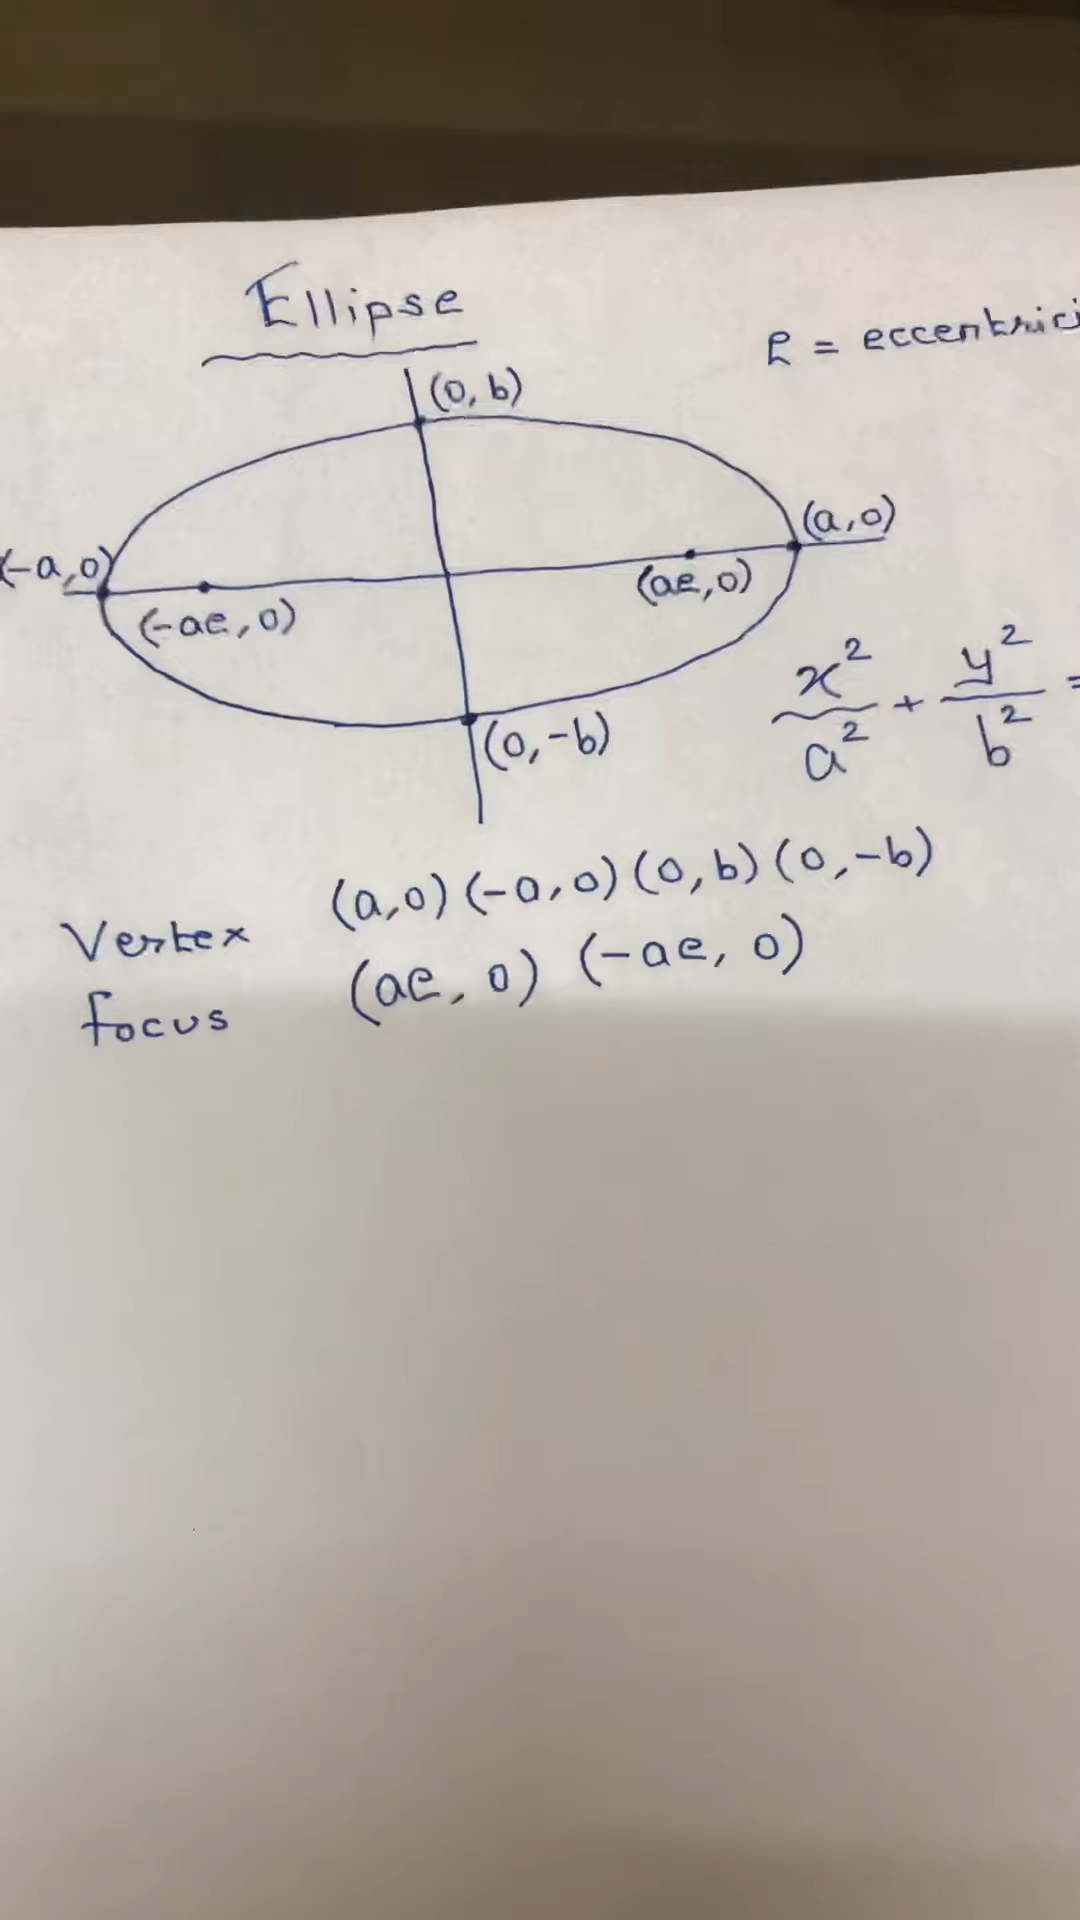 Ellipse
e = eccentrici
(0, b)
(a, 0)
(-a, 0)
(ae, 0)
(-ae, 0)
x²/a² + y²/b² =
(0, -b)
Vertex (a, 0) (-a, 0) (0, b) (0, -b)
focus (ae, 0) (-ae, 0)